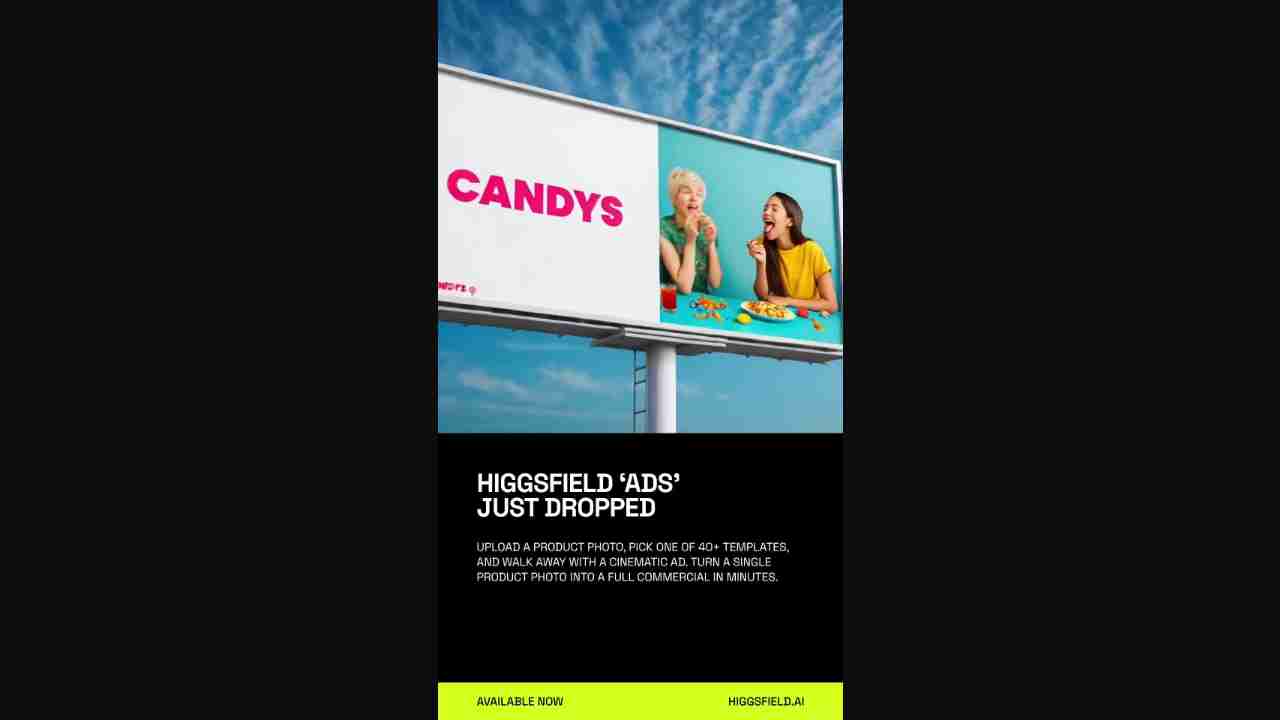 CANDYS
HIGGSFIELD ‘ADS’
JUST DROPPED
UPLOAD A PRODUCT PHOTO, PICK ONE OF 40+ TEMPLATES,
AND WALK AWAY WITH A CINEMATIC AD. TURN A SINGLE
PRODUCT PHOTO INTO A FULL COMMERCIAL IN MINUTES.
AVAILABLE NOW
HIGGSFIELD.AI